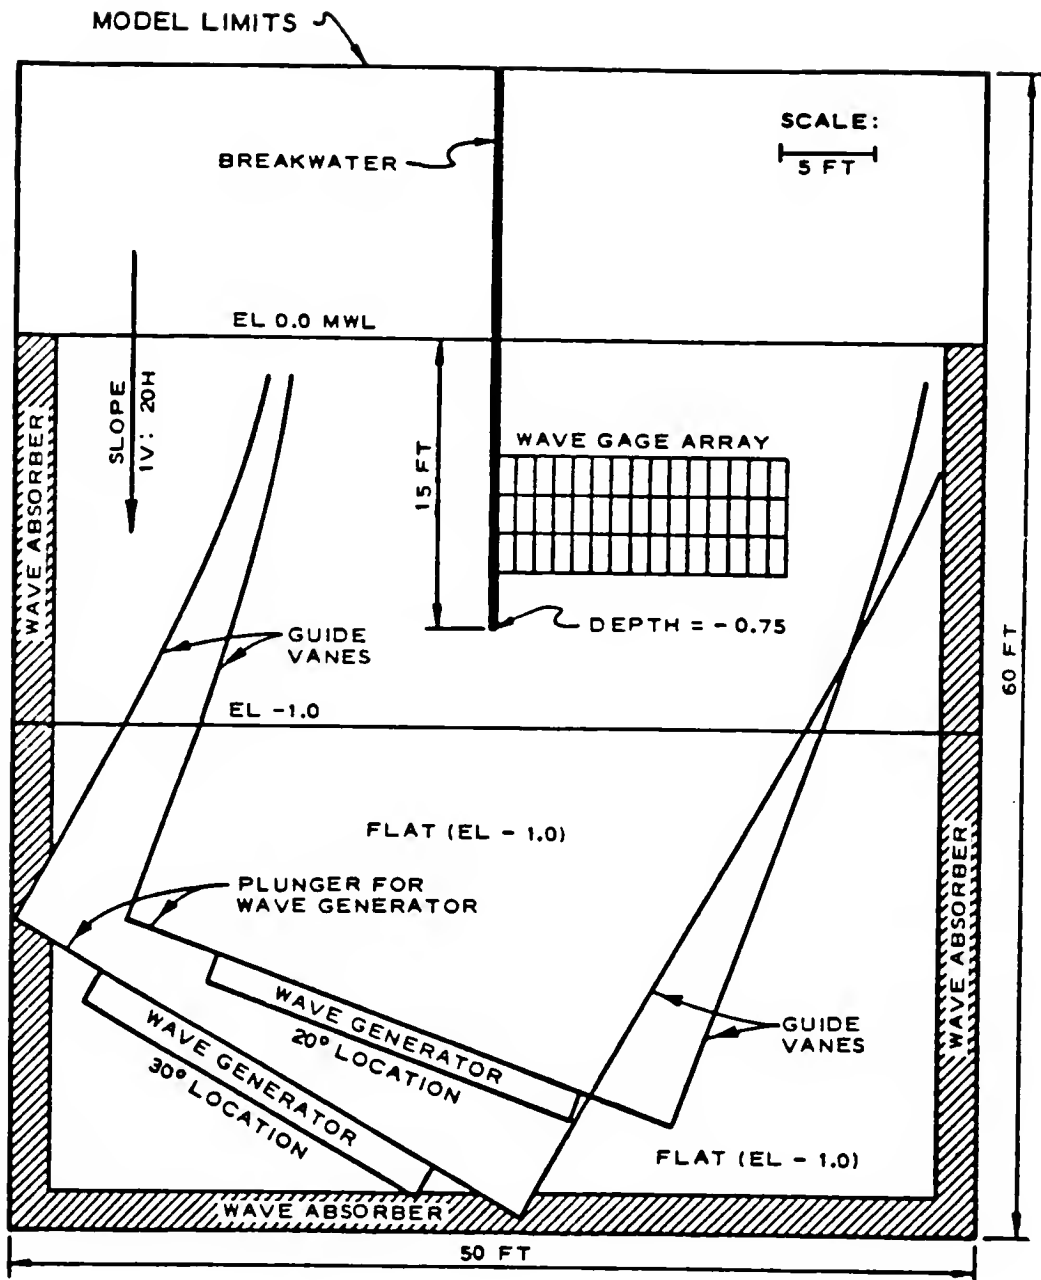 MODEL LIMITS
SCALE:
5 FT
BREAKWATER
EL 0.0 MWL
SLOPE
1V: 20H
15 FT
WAVE GAGE ARRAY
WAVE ABSORBER
DEPTH = - 0.75
GUIDE
VANES
60 FT
EL -1.0
FLAT (EL - 1.0)
PLUNGER FOR
WAVE GENERATOR
WAVE ABSORBER
WAVE GENERATOR
20° LOCATION
WAVE GENERATOR
30° LOCATION
GUIDE
VANES
FLAT (EL - 1.0)
WAVE ABSORBER
50 FT